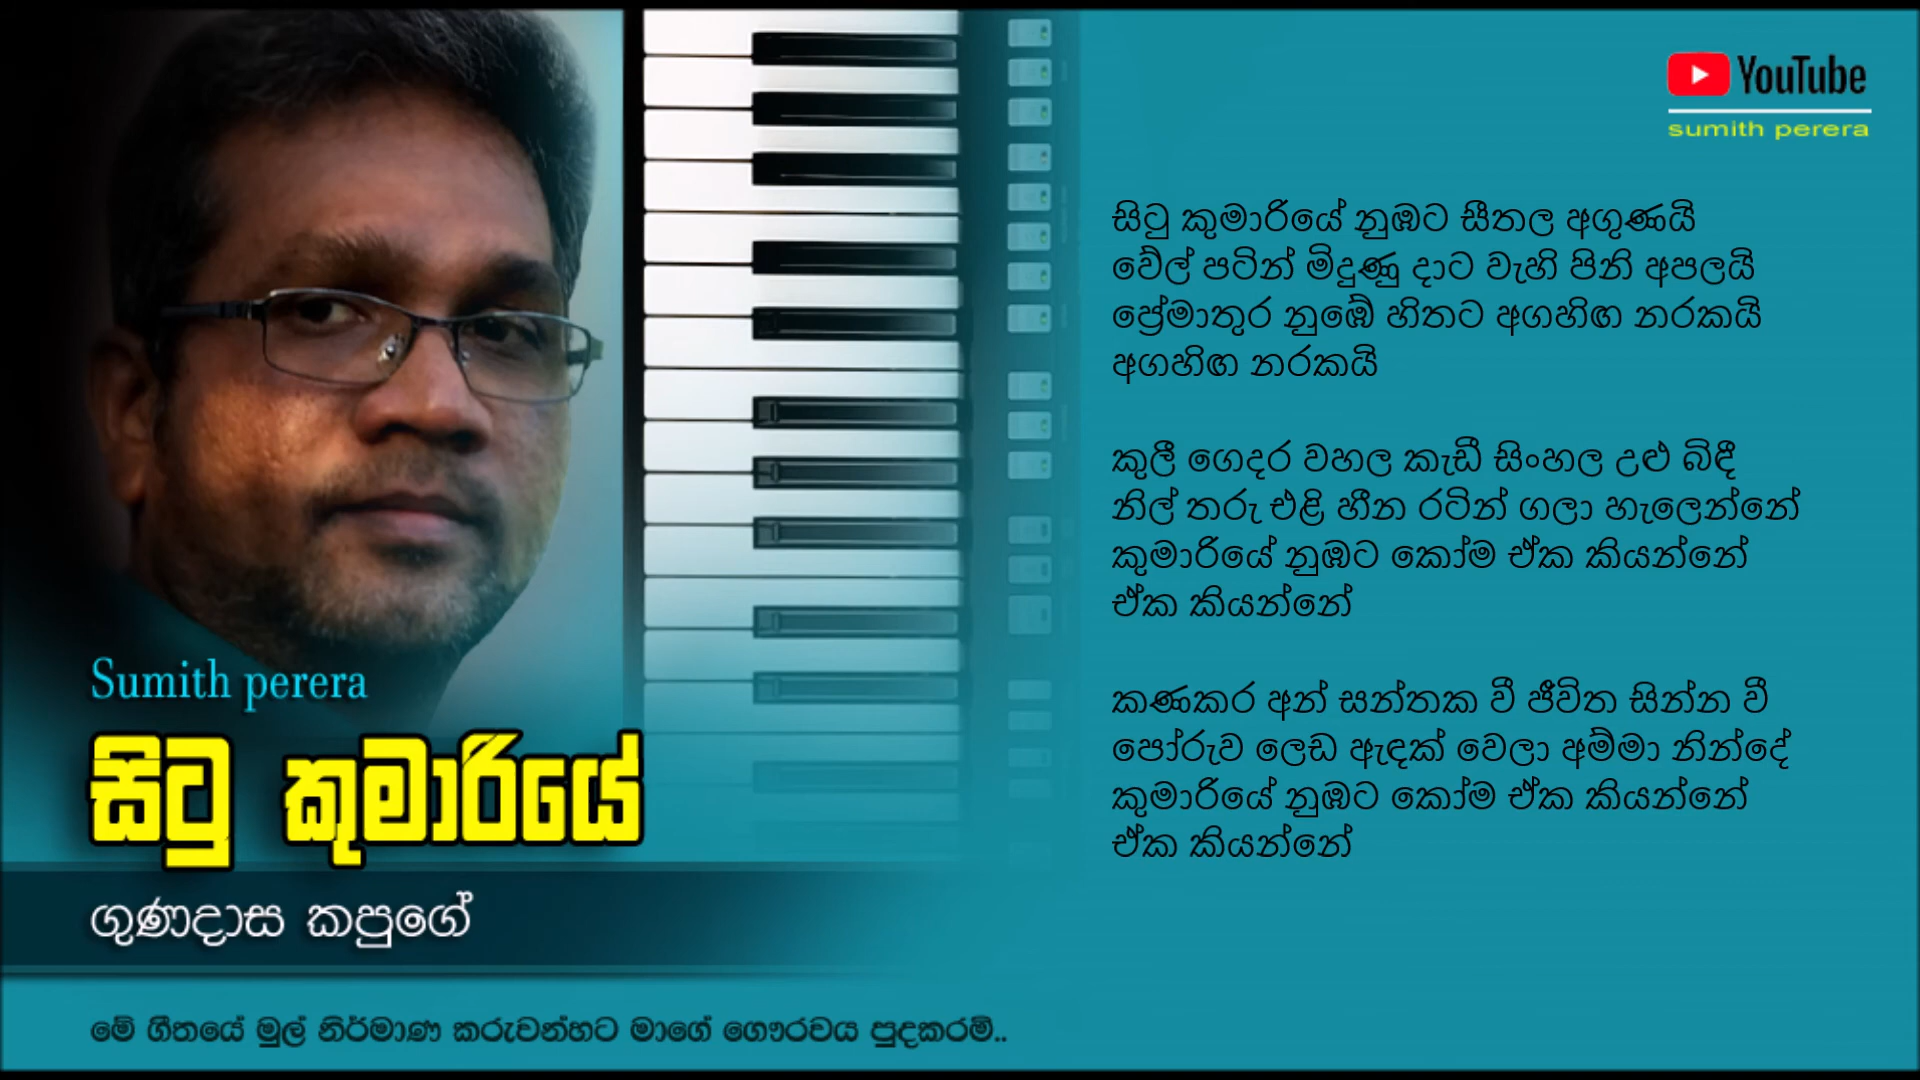 YouTube
sumith perera
සිටු කුමාරියේ නුඹට සීතල අගුණයි
වේල් පටින් මිදුණු දාට වැහි පිනි අපලයි
ප්‍රේමාතුර නුඹේ හිතට අගහිඟ නරකයි
අගහිඟ නරකයි
කුලී ගෙදර වහල කැඩී සිංහල උළු බිඳී
නිල් තරු එළි හීන රටින් ගලා හැලෙන්නේ
කුමාරියේ නුඹට කෝම ඒක කියන්නේ
ඒක කියන්නේ
කණකර අන් සන්තක වී ජීවිත සින්න වී
පෝරුව ලෙඩ ඇඳක් වෙලා අම්මා නින්දේ
කුමාරියේ නුඹට කෝම ඒක කියන්නේ
ඒක කියන්නේ
Sumith perera
සිටු කුමාරියේ
ගුණදාස කපුගේ
මේ ගීතයේ මුල් නිර්මාණ කරුවන්හට මාගේ ගෞරවය පුදකරමි..